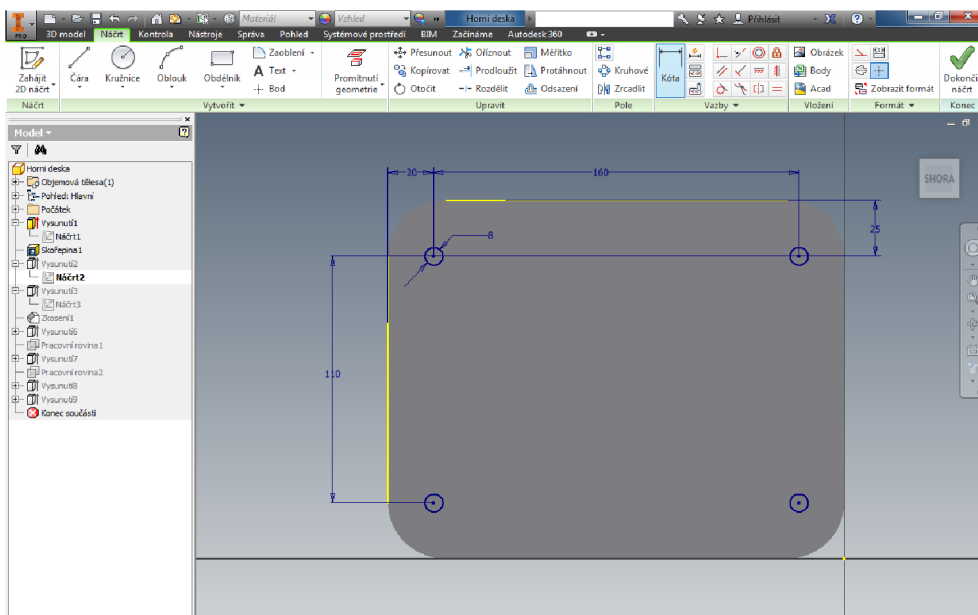 Materiál Vzhled Horni deska Přihlásit
PRO 3D model Náčrt Kontrola Nástroje Správa Pohled Systémové prostředí BIM Začínáme Autodesk 360
Zaoblení Přesunout Oříznout Měřítko Obrázek
Text Kopírovat Prodloužit Protáhnout Kruhové Body
Bod Otočit Rozdělit Odsazení Zrcadlit Acad Zobrazit formát
Zahájit Čára Kružnice Oblouk Obdélník Promítnutí Kóta Dokonči
2D náčrt geometrie náčrt
Náčrt Vytvořit Upravit Pole Vazby Vložení Formát Konec
Model
Horni deska
Objemová tělesa(1)
Pohled: Hlavní
Počátek
Vysunutí1
Náčrt1
Skořepina1
Vysunutí2
Náčrt2
Vysunutí3
Náčrt3
Zkosení1
Vysunutí6
Pracovní rovina1
Vysunutí7
Pracovní rovina2
Vysunutí8
Vysunutí9
Konec součásti
20
160
25
8
110
SHORA